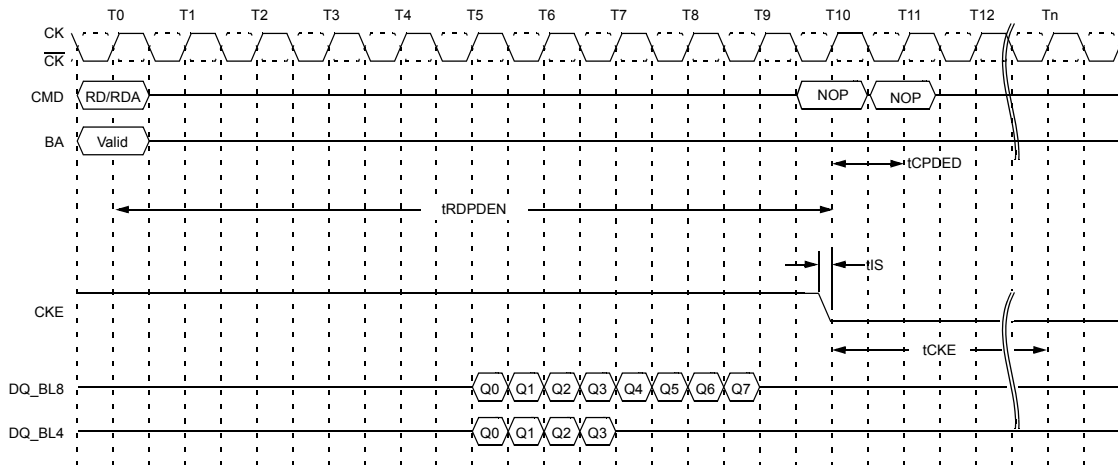 T0 T1 T2 T3 T4 T5 T6 T7 T8 T9 T10 T11 T12 Tn
CK
CK
CMD RD/RDA NOP NOP
BA Valid
tCPDED
tRDPDEN
tIS
CKE
tCKE
DQ_BL8 Q0 Q1 Q2 Q3 Q4 Q5 Q6 Q7
DQ_BL4 Q0 Q1 Q2 Q3